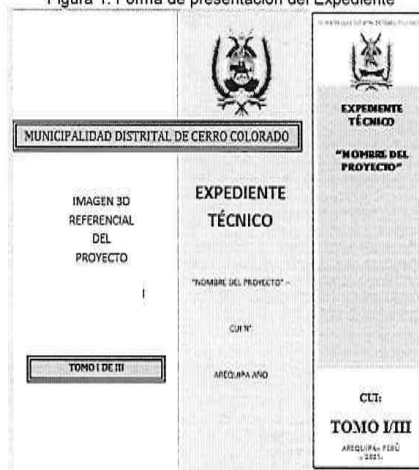 Figura 1. Forma de presentación del Expediente
MUNICIPALIDAD DISTRITAL DE CERRO COLORADO
IMAGEN 3D
REFERENCIAL
DEL
PROYECTO
I
TOMO I DE III
EXPEDIENTE
TÉCNICO
"NOMBRE DEL PROYECTO" –
CUI N°
AREQUIPA AÑO
EXPEDIENTE
TÉCNICO
"NOMBRE DEL
PROYECTO"
CUI:
TOMO I/III
AREQUIPA- PERÚ